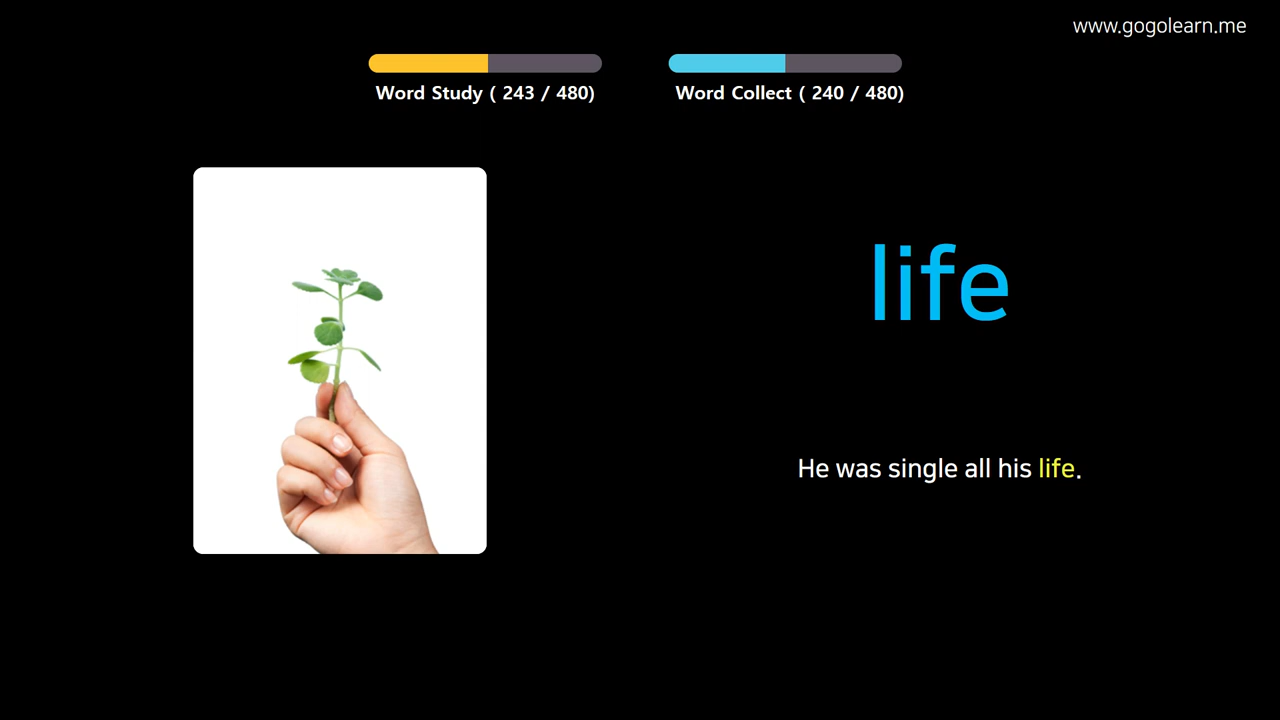 www.gogolearn.me
Word Study ( 243 / 480)
Word Collect ( 240 / 480)
life
He was single all his life.